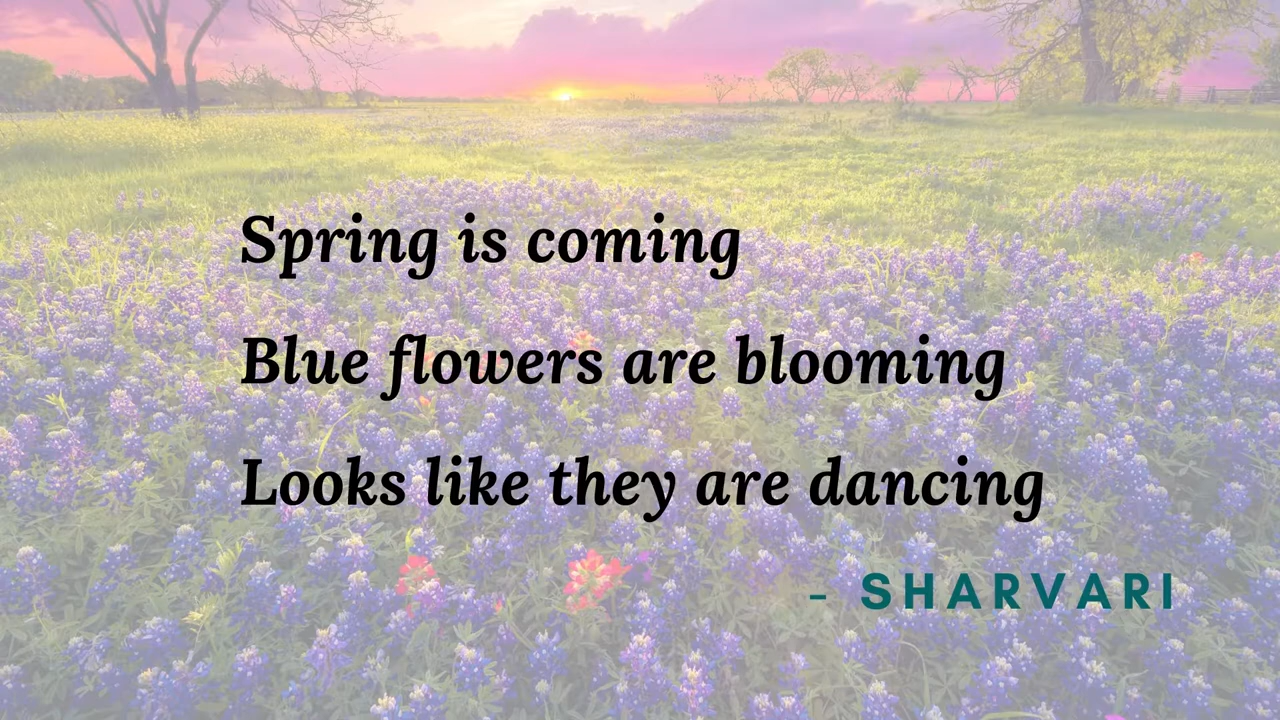 Spring is coming
Blue flowers are blooming
Looks like they are dancing
- SHARVARI